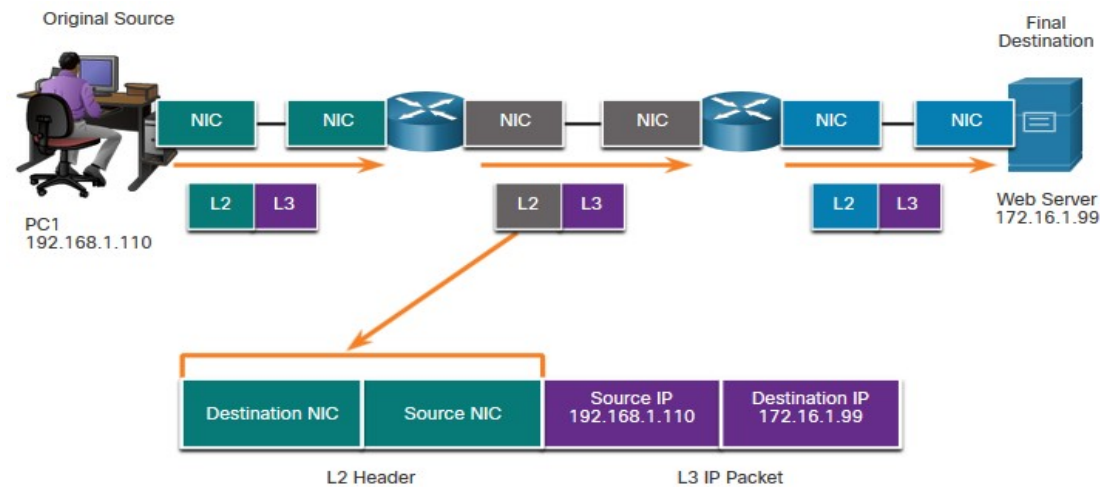 Original Source
Final
Destination
NIC
NIC
NIC
NIC
NIC
NIC
L2
L3
L2
L3
L2
L3
PC1
192.168.1.110
Web Server
172.16.1.99
Destination NIC
Source NIC
Source IP
192.168.1.110
Destination IP
172.16.1.99
L2 Header
L3 IP Packet